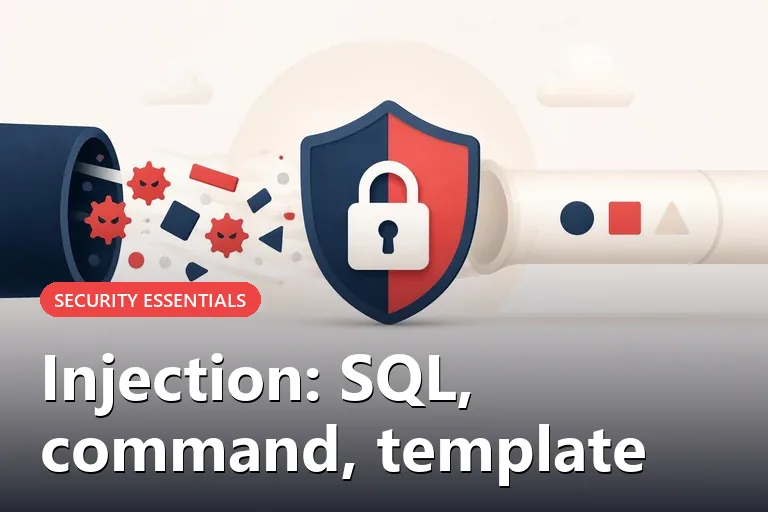 SECURITY ESSENTIALS
Injection: SQL,
command, template